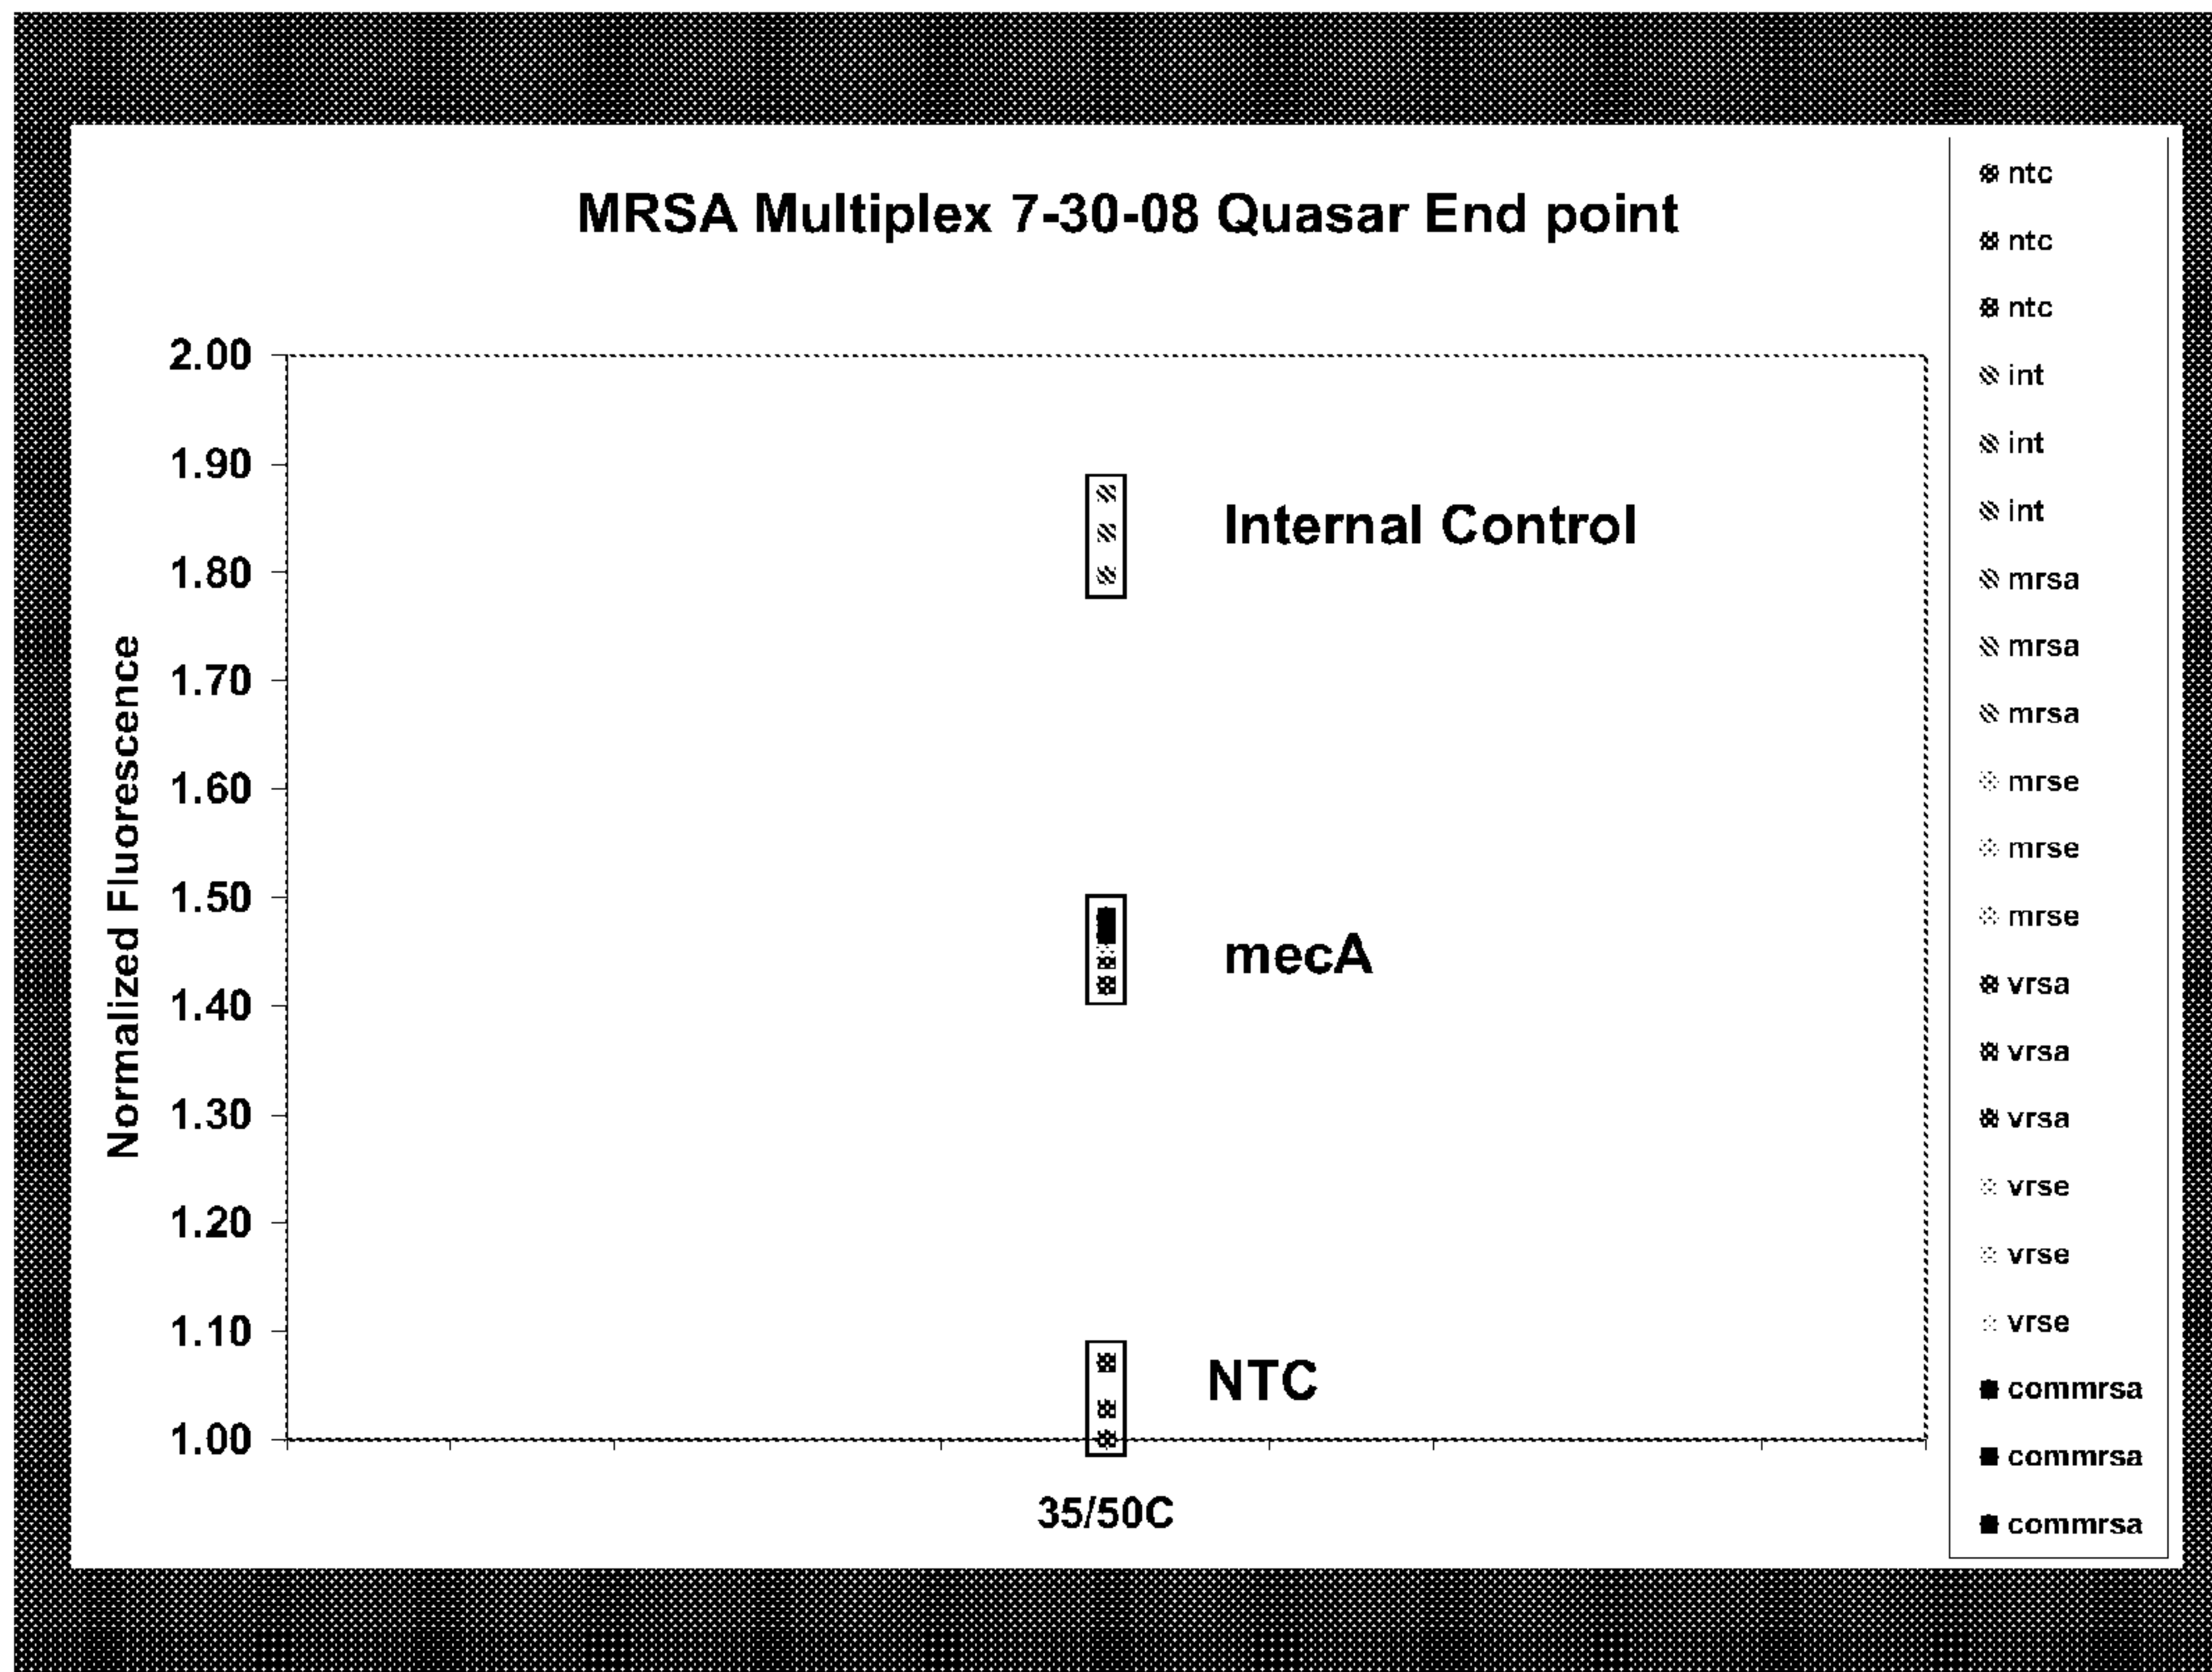 MRSA Multiplex 7-30-08 Quasar End point
Normalized Fluorescence
2.00
1.90
1.80
1.70
1.60
1.50
1.40
1.30
1.20
1.10
1.00
Internal Control
mecA
NTC
35/50C
ntc
ntc
ntc
int
int
int
mrsa
mrsa
mrsa
mrse
mrse
mrse
vrsa
vrsa
vrsa
vrse
vrse
vrse
commrsa
commrsa
commrsa